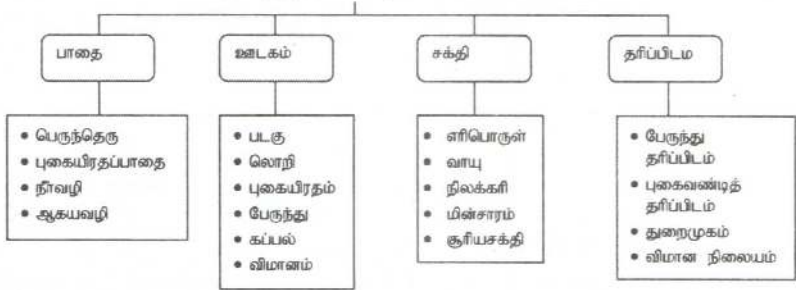 பாதை
ஊடகம்
சக்தி
தரிப்பிடம
• பெருந்தெரு
• புகையிரதப்பாதை
• நீர்வழி
• ஆகயவழி
• படகு
• லொறி
• புகையிரதம்
• பேருந்து
• கப்பல்
• விமானம்
• எரிபொருள்
• வாயு
• நிலக்கரி
• மின்சாரம்
• சூரியசக்தி
• பேருந்து
தரிப்பிடம்
• புகைவண்டித்
தரிப்பிடம்
• துறைமுகம்
• விமான நிலையம்